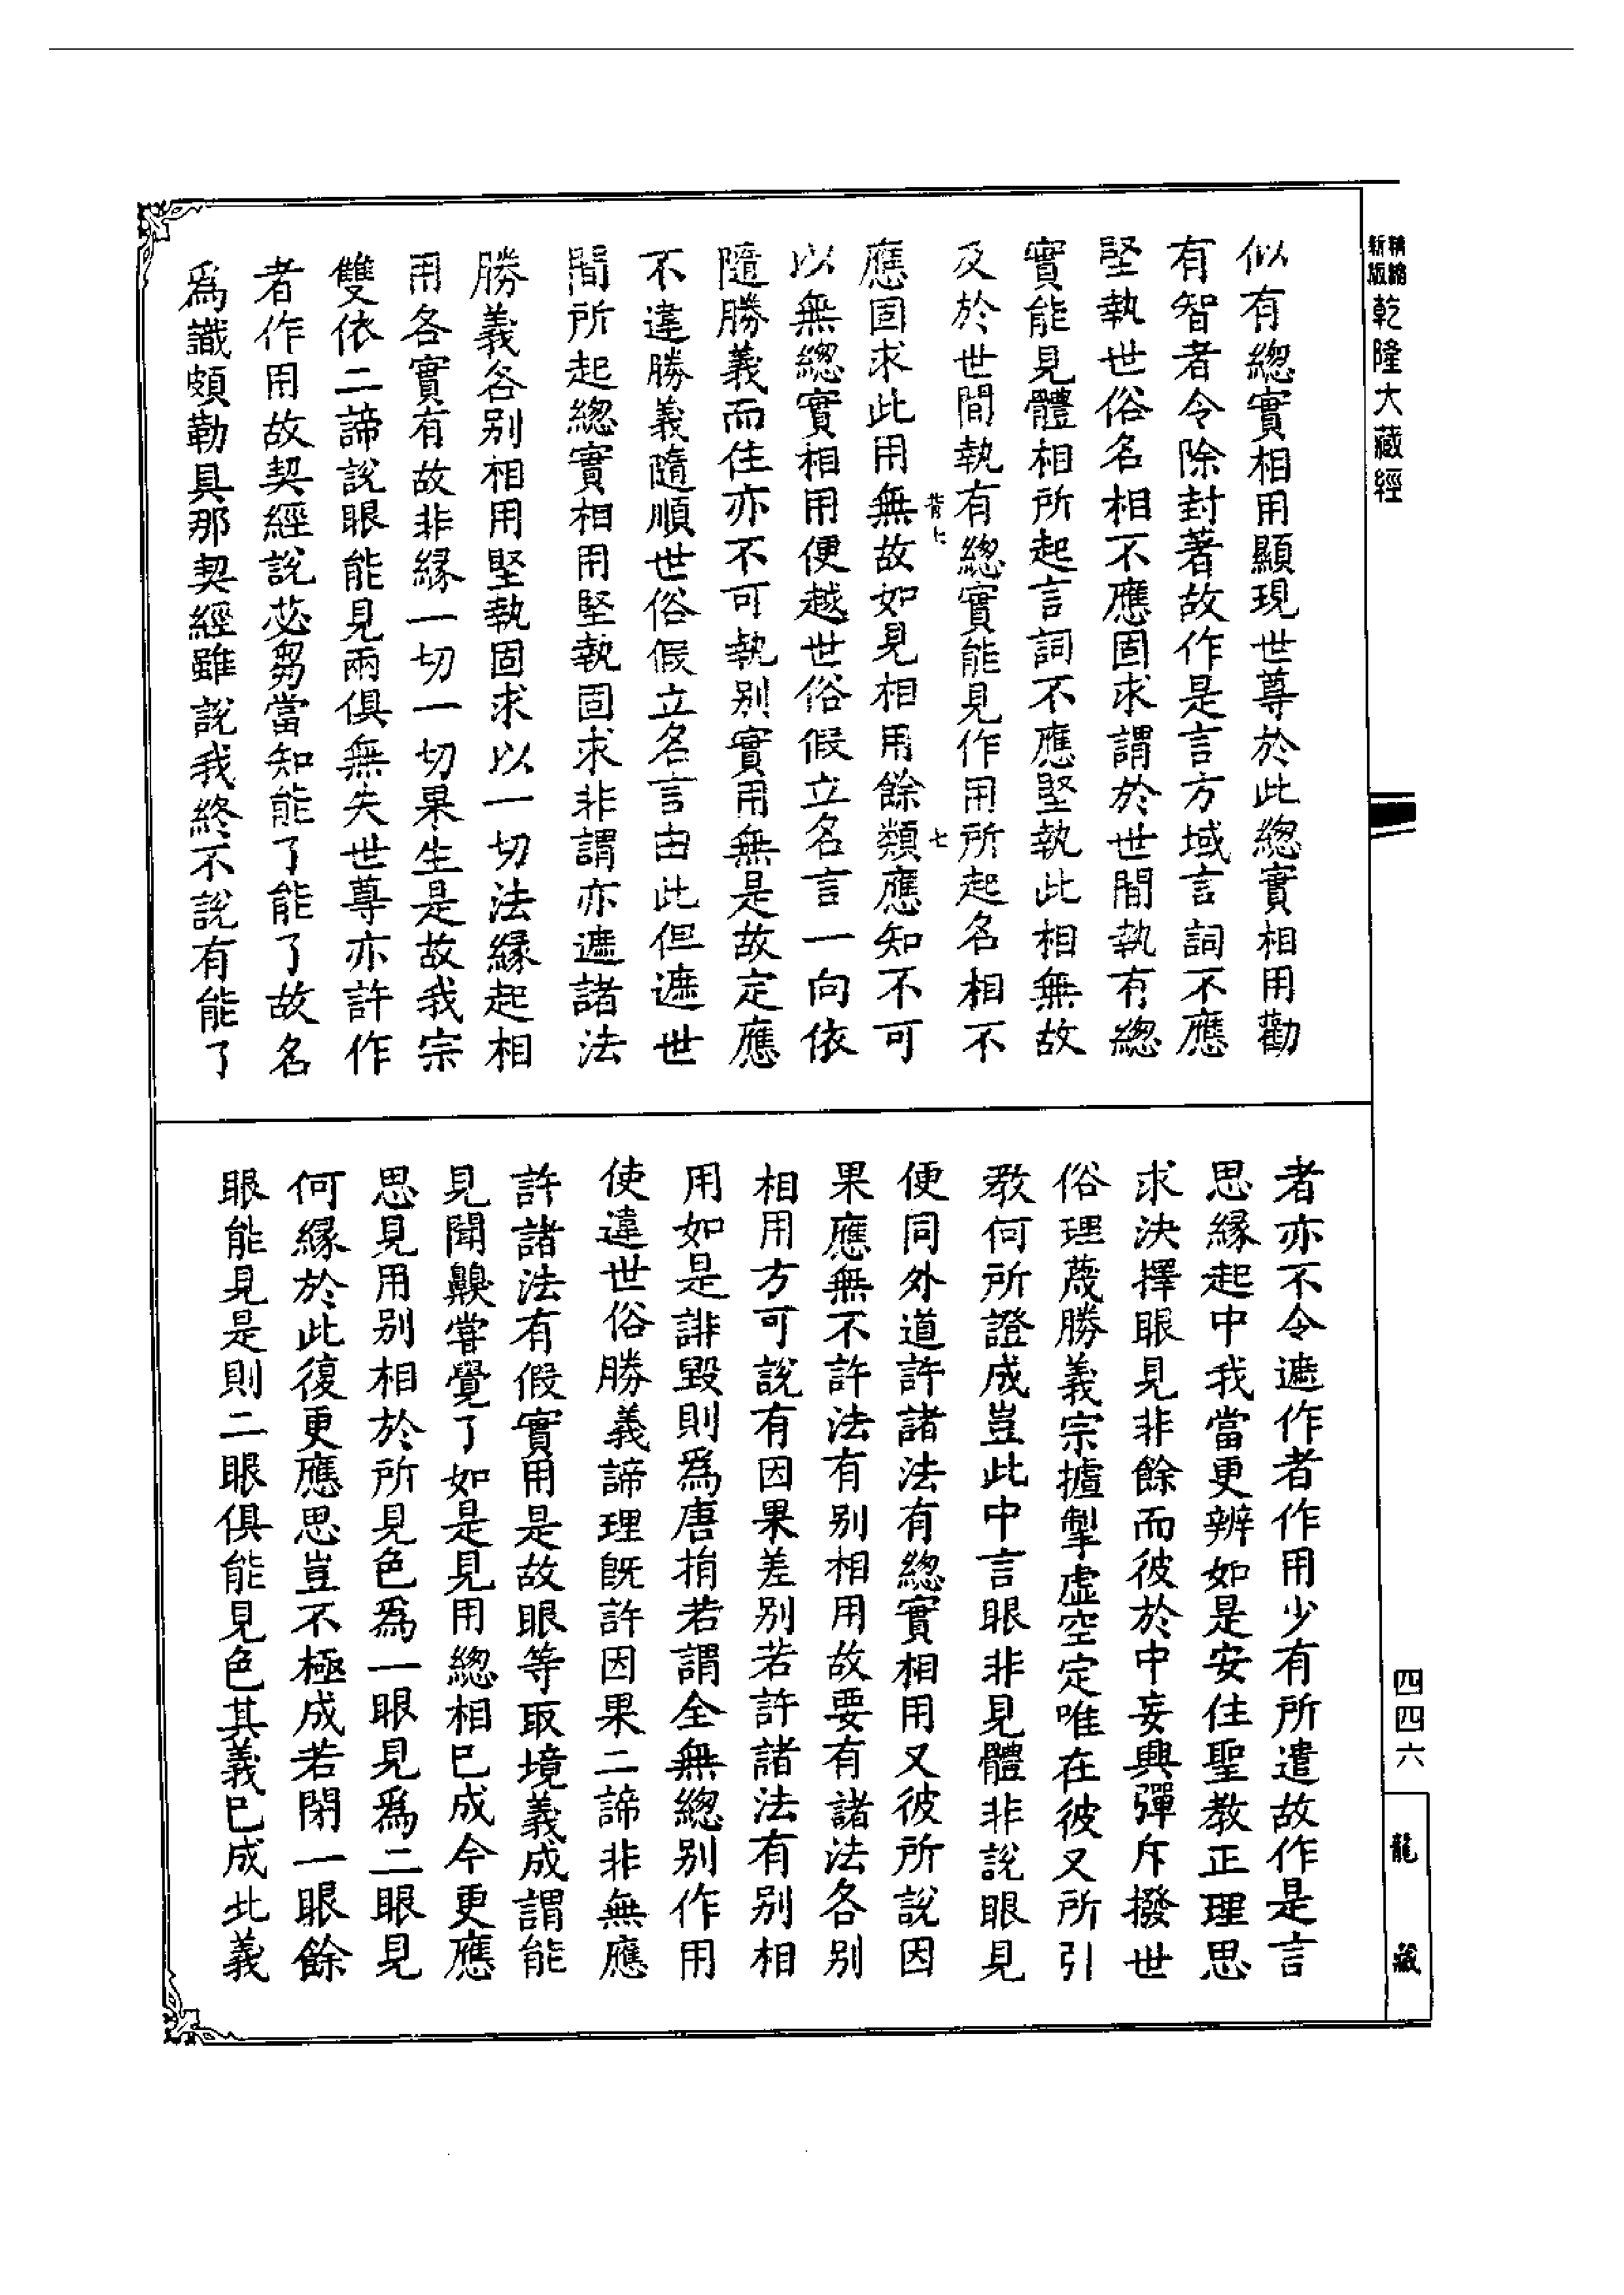 精縮新版乾隆大藏經
似有緫實相用顯現世尊於此緫實相用勸
有智者令除封著故作是言方域言詞不應
堅執世俗名相不應固求謂於世間執有緫
實能見體相所起言詞不應堅執此相無故
及於世間執有緫實能見作用所起名相不
七
應固求此用無故如見相用餘類應知不可
以無緫實相用便越世俗假立名言一向依
隨勝義而住亦不可執别實用無是故定應
不違勝義隨順世俗假立名言由此但遮世
間所起緫實相用堅執固求非謂亦遮諸法
勝義各别相用堅執固求以一切法緣起相
用各實有故非緣一切一切果生是故我宗
雙依二諦說眼能見兩俱無失世尊亦許作
者作用故契經說苾芻當知能了能了故名
爲識頗勒具那契經雖說我終不說有能了
者亦不令遮作者作用少有所遣故作是言
思緣起中我當更辨如是安住聖教正理思
求決擇眼見非餘而彼於中妄興彈斥撥世
俗理蔑勝義宗攎掣虛空定唯在彼又所引
教何所證成豈此中言眼非見體非說眼見
便同外道許諸法有緫實相用又彼所說因
果應無不許法有别相用故要有諸法各别
相用方可說有因果差别若許諸法有别相
用如是誹毀則爲唐捐若謂全無緫别作用
使違世俗勝義諦理旣許因果二諦非無應
許諸法有假實用是故眼等取境義成謂能
見聞齅甞覺了如是見用緫相已成今更應
思見用别相於所見色爲一眼見爲二眼見
何緣於此復更應思豈不極成若閉一眼餘
眼能見是則二眼俱能見色其義已成此義
四四六
龍藏